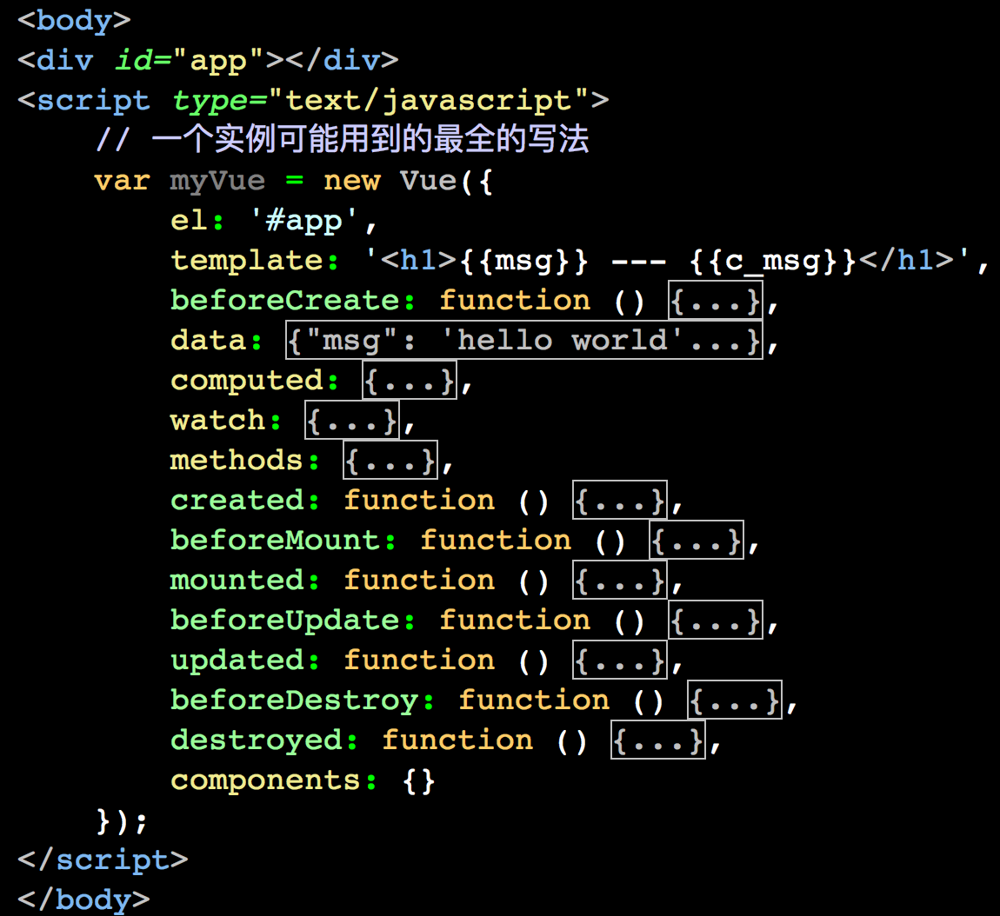 <body>
<div id="app"></div>
<script type="text/javascript">
    // 一个实例可能用到的最全的写法
    var myVue = new Vue({
        el: '#app',
        template: '<h1>{{msg}} --- {{c_msg}}</h1>',
        beforeCreate: function () {...},
        data: {"msg": 'hello world'...},
        computed: {...},
        watch: {...},
        methods: {...},
        created: function () {...},
        beforeMount: function () {...},
        mounted: function () {...},
        beforeUpdate: function () {...},
        updated: function () {...},
        beforeDestroy: function () {...},
        destroyed: function () {...},
        components: {}
    });
</script>
</body>